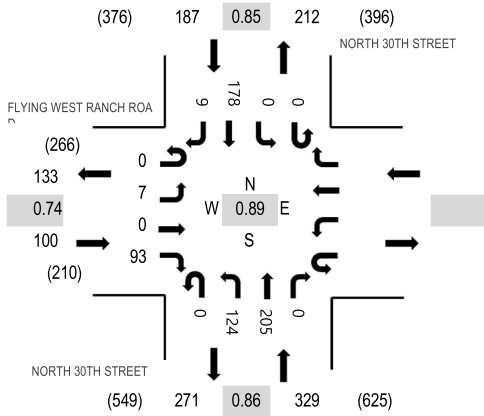 (376) 187 0.85 212 (396)
NORTH 30TH STREET
9 178 0 0
FLYING WEST RANCH ROA
D
(266)
133
0.74
100
(210)
0
7
0
93
N
W 0.89 E
S
0 124 205 0
NORTH 30TH STREET
(549) 271 0.86 329 (625)